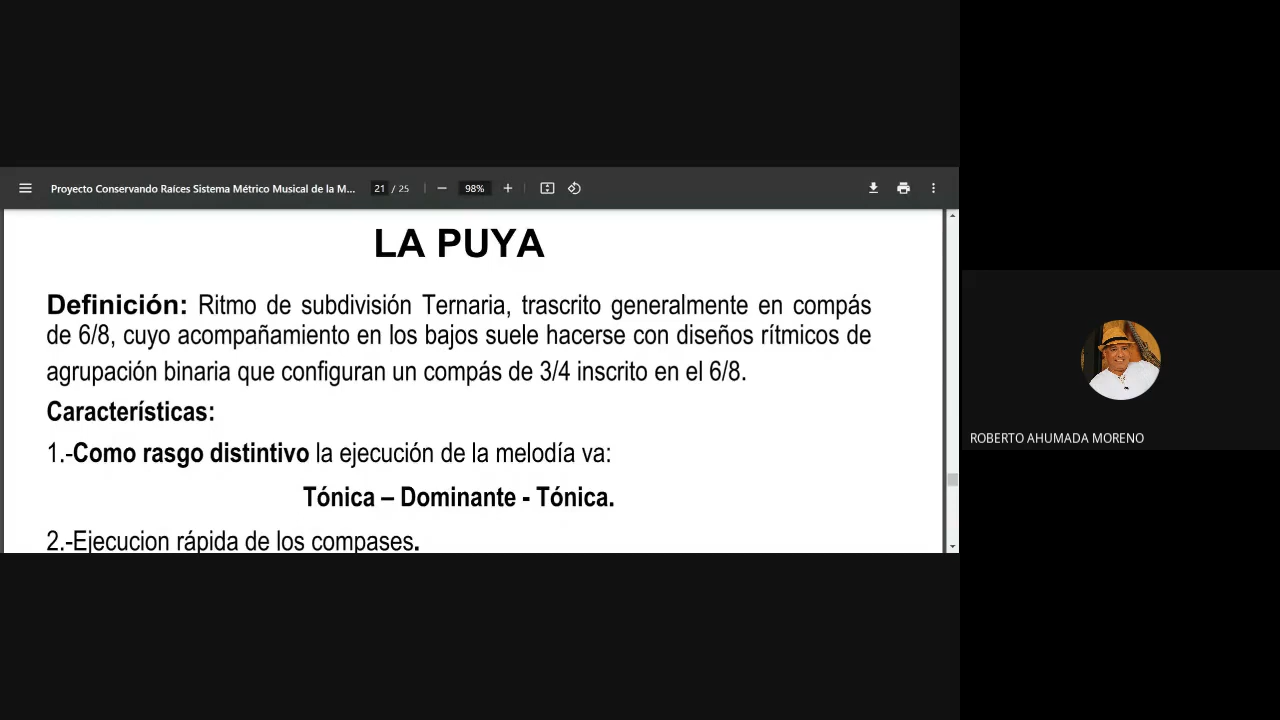 Proyecto Conservando Raíces Sistema Métrico Musical de la M...
21 / 25
98%
LA PUYA
Definición: Ritmo de subdivisión Ternaria, trascrito generalmente en compás
de 6/8, cuyo acompañamiento en los bajos suele hacerse con diseños rítmicos de
agrupación binaria que configuran un compás de 3/4 inscrito en el 6/8.
Características:
1.-Como rasgo distintivo la ejecución de la melodía va:
Tónica – Dominante - Tónica.
2.-Ejecucion rápida de los compases.
ROBERTO AHUMADA MORENO